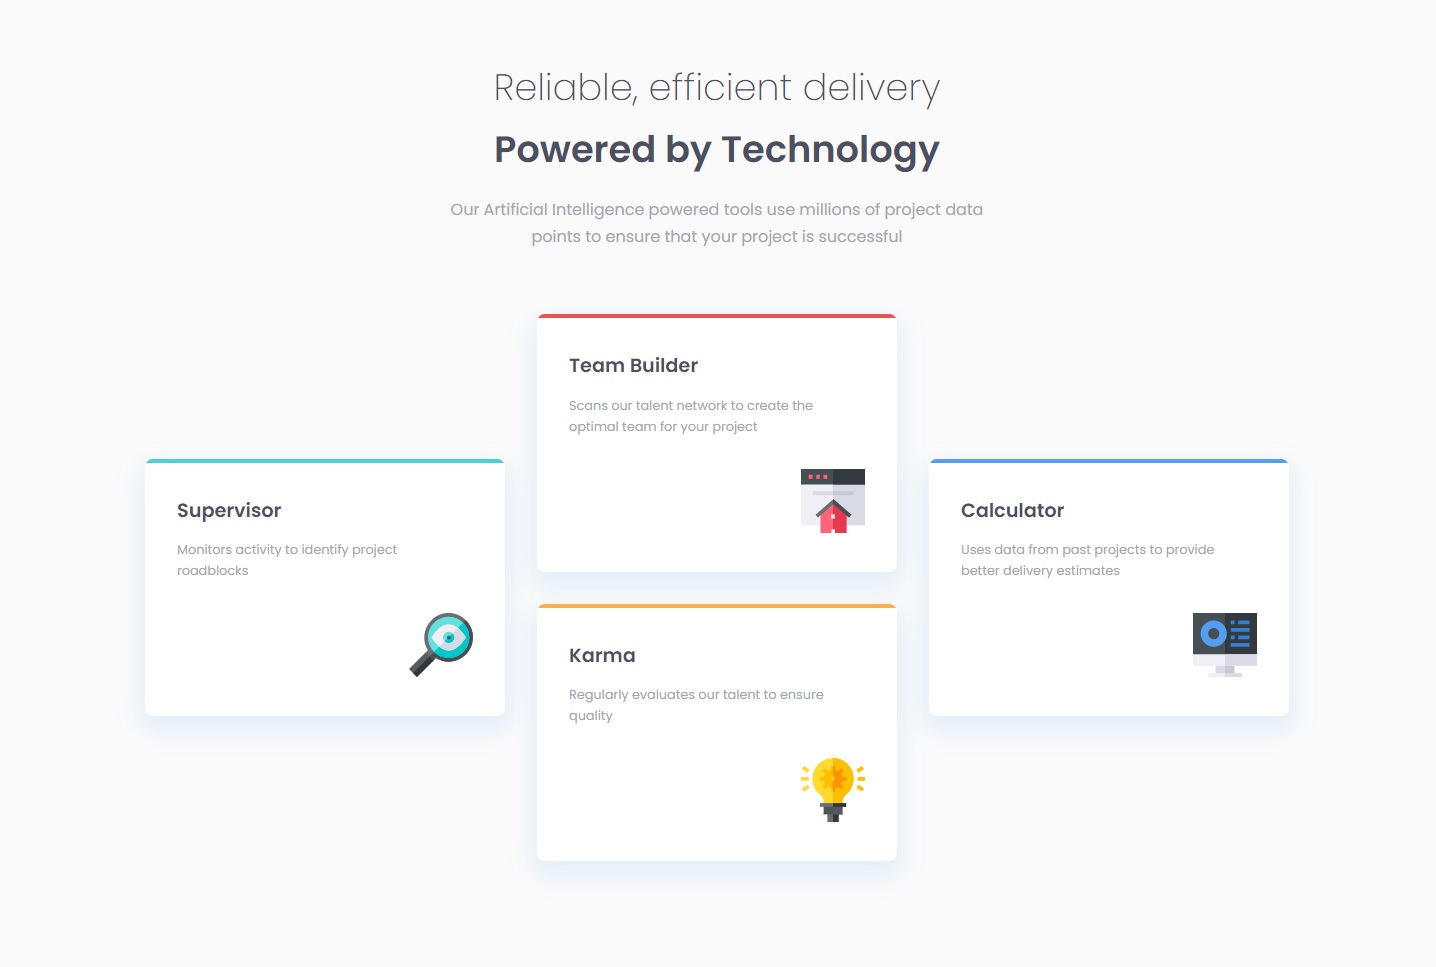 Reliable, efficient delivery
Powered by Technology
Our Artificial Intelligence powered tools use millions of project data
points to ensure that your project is successful
Team Builder
Scans our talent network to create the
optimal team for your project
Supervisor
Monitors activity to identify project
roadblocks
Calculator
Uses data from past projects to provide
better delivery estimates
Karma
Regularly evaluates our talent to ensure
quality